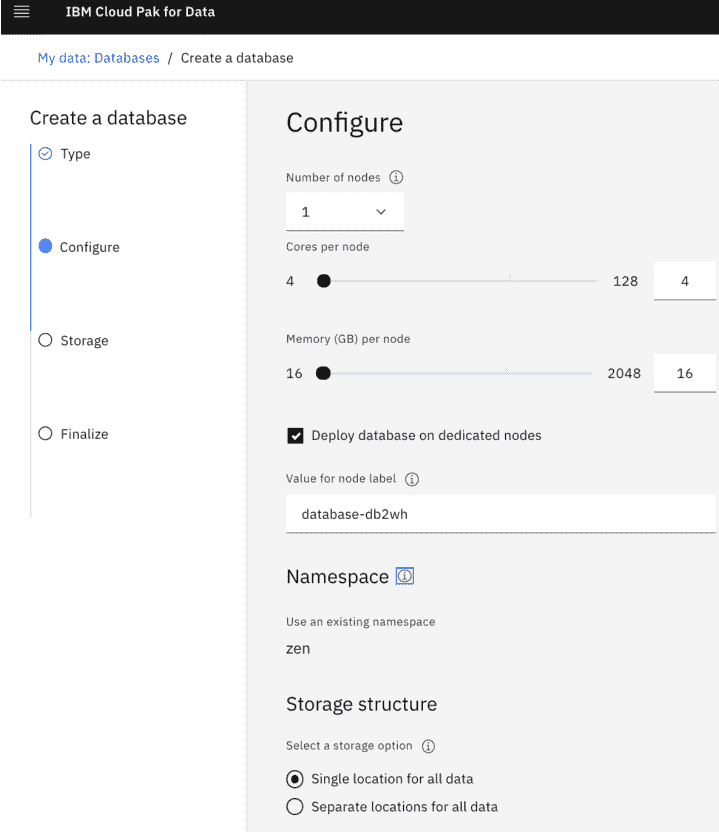 IBM Cloud Pak for Data
My data: Databases / Create a database
Create a database
Type
Configure
Storage
Finalize
Configure
Number of nodes
1
Cores per node
4 128 4
Memory (GB) per node
16 2048 16
Deploy database on dedicated nodes
Value for node label
database-db2wh
Namespace
Use an existing namespace
zen
Storage structure
Select a storage option
Single location for all data
Separate locations for all data